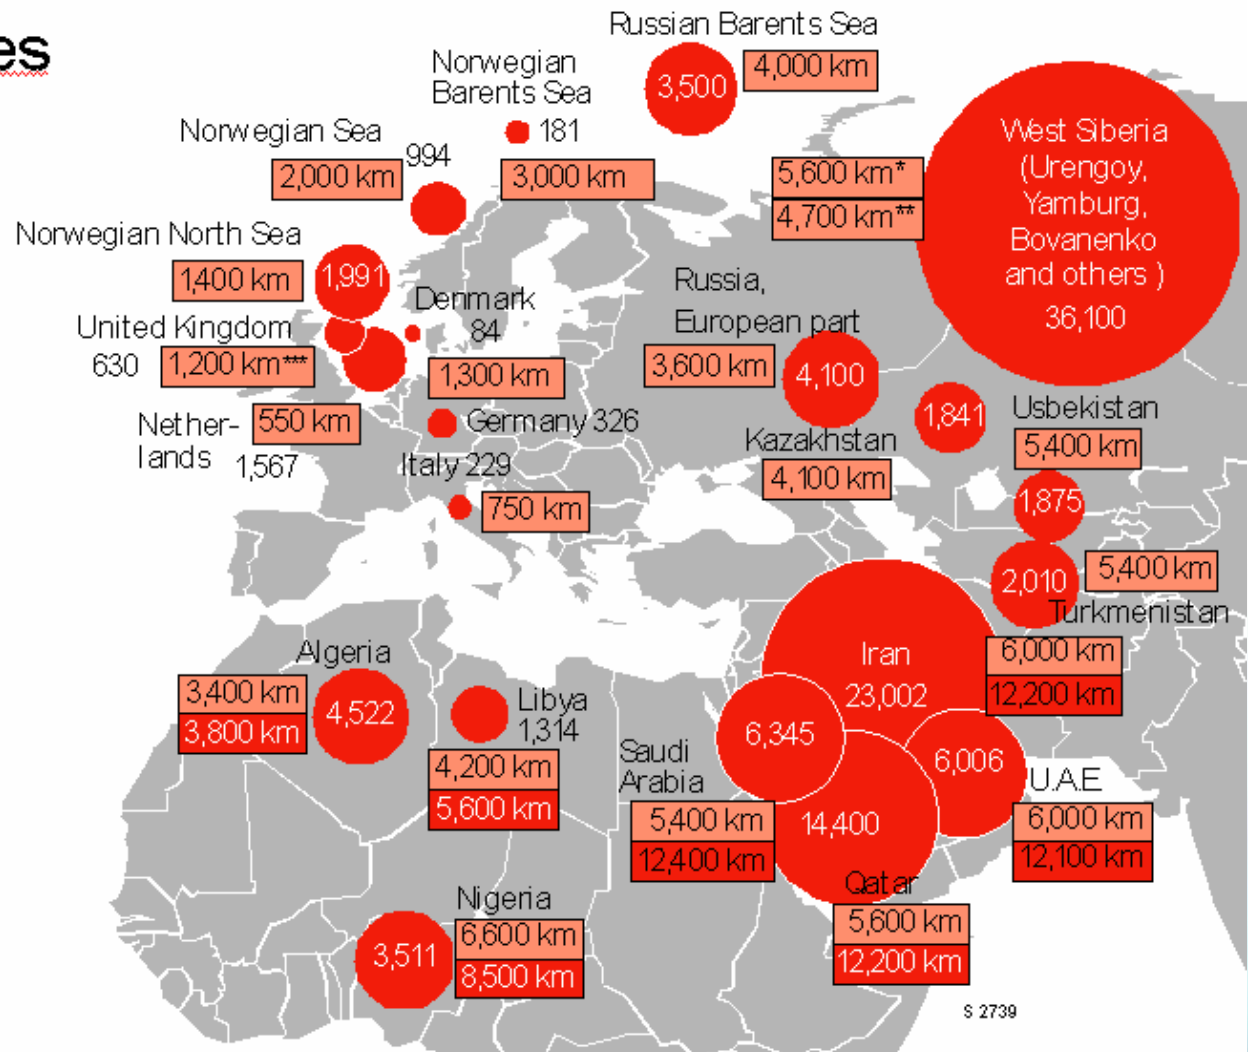 es
Russian Barents Sea
3,500
4,000 km
Norwegian
Barents Sea
181
3,000 km
Norwegian Sea
994
2,000 km
West Siberia
(Urengoy,
Yamburg,
Bovanenko
and others )
36,100
5,600 km*
4,700 km**
Norwegian North Sea
1,400 km
1,991
Denmark
84
1,300 km
United Kingdom
630
1,200 km***
Russia,
European part
3,600 km
4,100
Nether-
lands
550 km
1,567
Germany 326
Italy 229
750 km
Kazakhstan
4,100 km
1,841
Usbekistan
5,400 km
1,875
2,010
5,400 km
Turkmenistan
Iran
23,002
6,000 km
12,200 km
Algeria
3,400 km
3,800 km
4,522
Libya
1,314
4,200 km
5,600 km
Saudi
Arabia
6,345
5,400 km
12,400 km
6,006
U.A.E
6,000 km
12,100 km
14,400
Qatar
5,600 km
12,200 km
Nigeria
3,511
6,600 km
8,500 km
S 2739